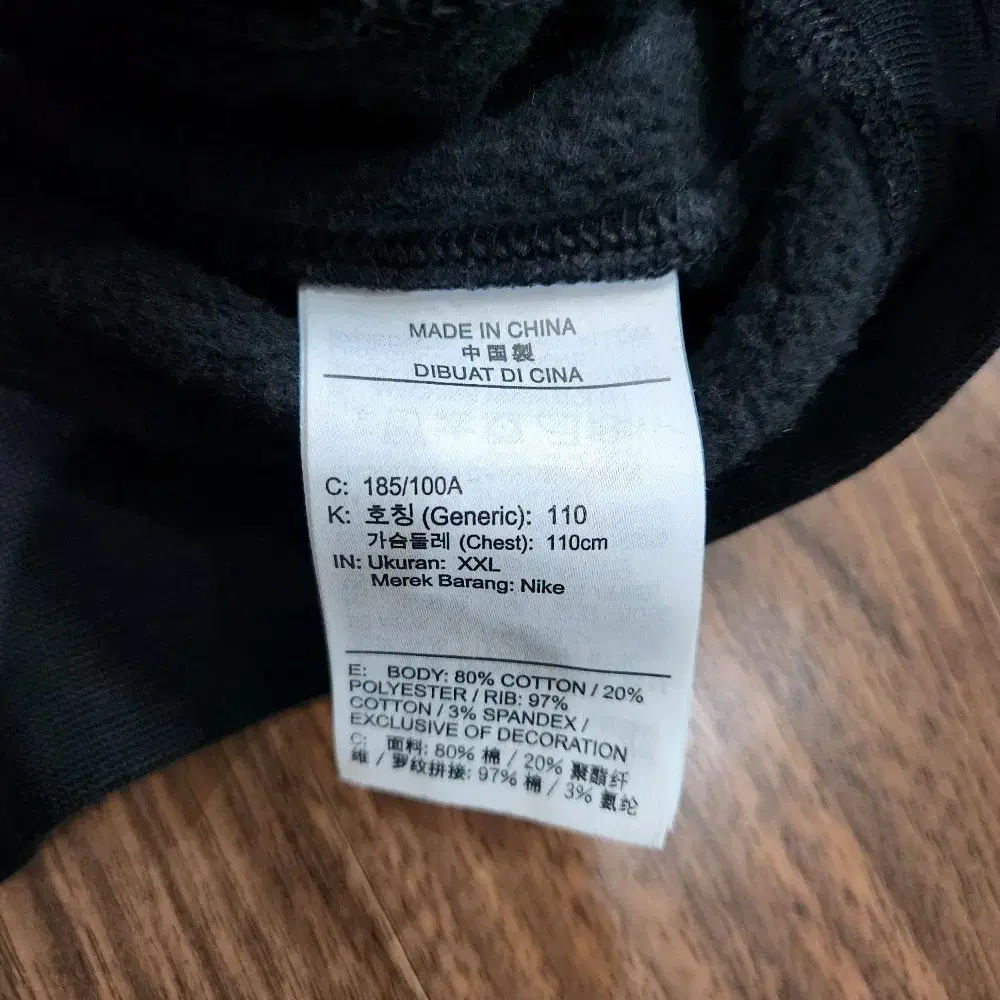 MADE IN CHINA
中国製
DIBUAT DI CINA
C: 185/100A
K: 호칭 (Generic): 110
가슴둘레 (Chest): 110cm
IN: Ukuran: XXL
Merek Barang: Nike
E: BODY: 80% COTTON / 20%
POLYESTER / RIB: 97%
COTTON / 3% SPANDEX /
EXCLUSIVE OF DECORATION
C: 面料: 80% 棉 / 20% 聚酯纤
维 / 罗纹拼接: 97% 棉 / 3% 氨纶